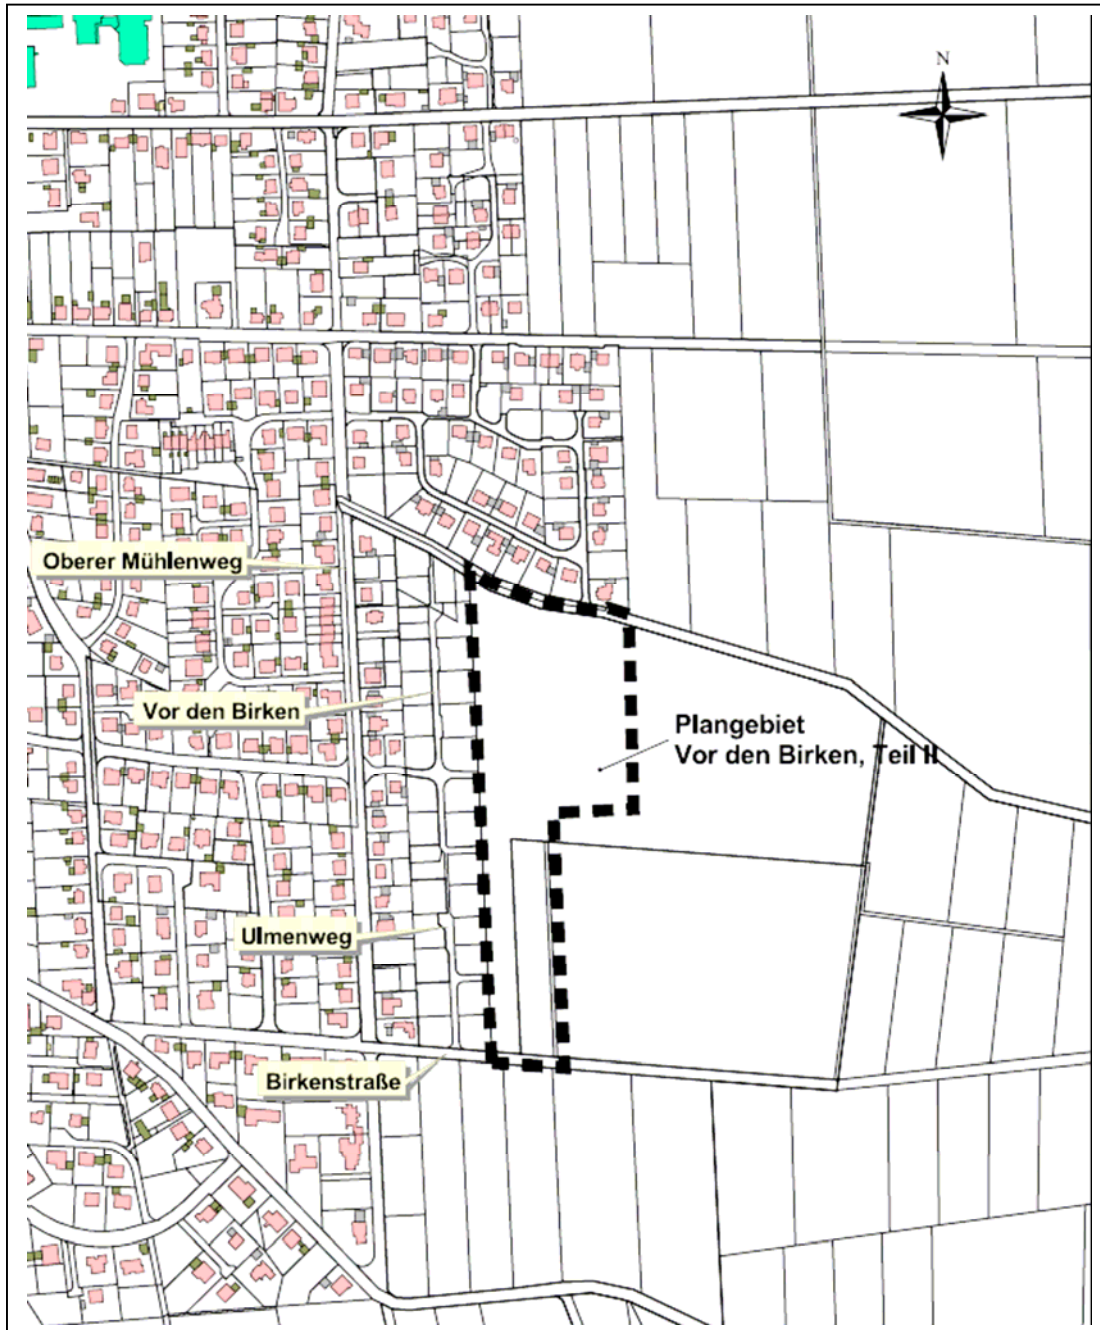 N
Oberer Mühlenweg
Vor den Birken
Plangebiet
Vor den Birken, Teil II
Ulmenweg
Birkenstraße